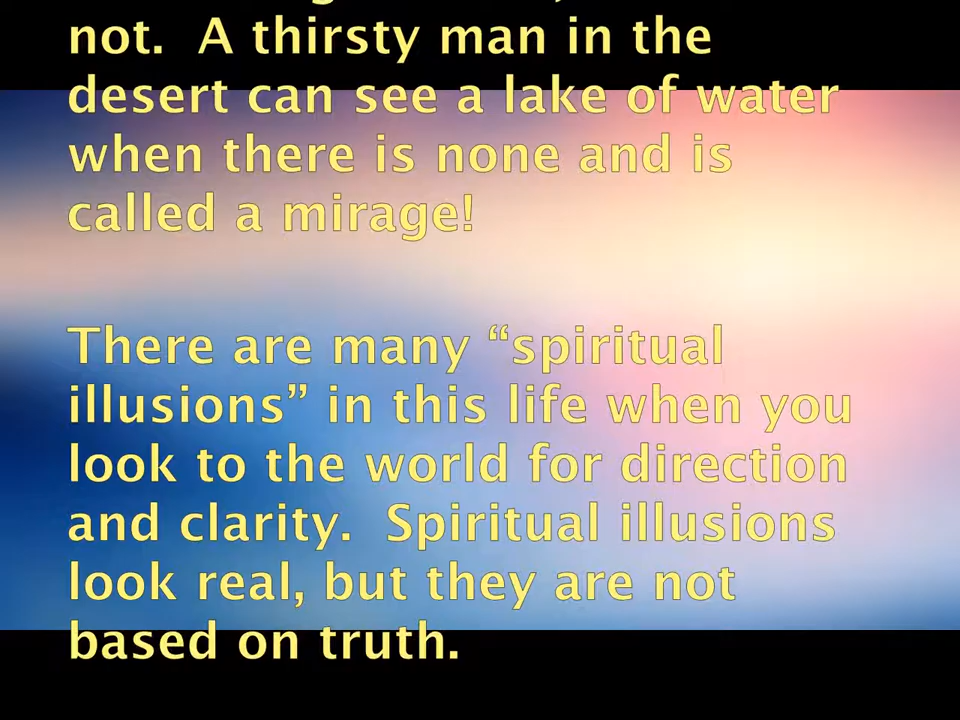 not.  A thirsty man in the
desert can see a lake of water
when there is none and is
called a mirage!
There are many “spiritual
illusions” in this life when you
look to the world for direction
and clarity.  Spiritual illusions
look real, but they are not
based on truth.